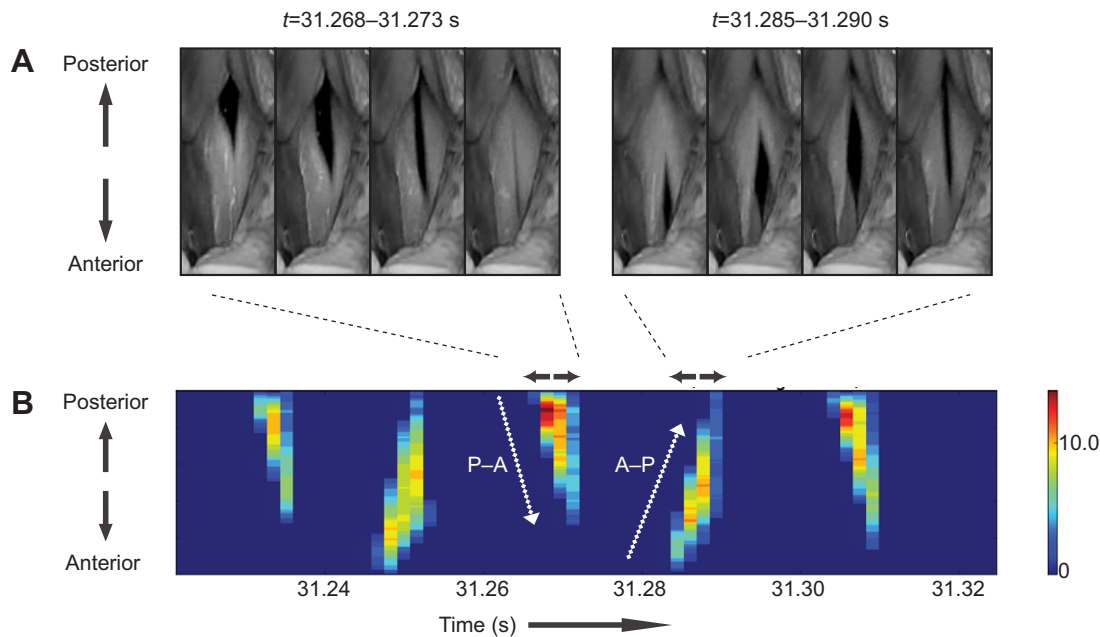 t=31.268–31.273 s
t=31.285–31.290 s
A
Posterior
Anterior
B
Posterior
Anterior
P–A
A–P
10.0
0
31.24
31.26
31.28
31.30
31.32
Time (s)